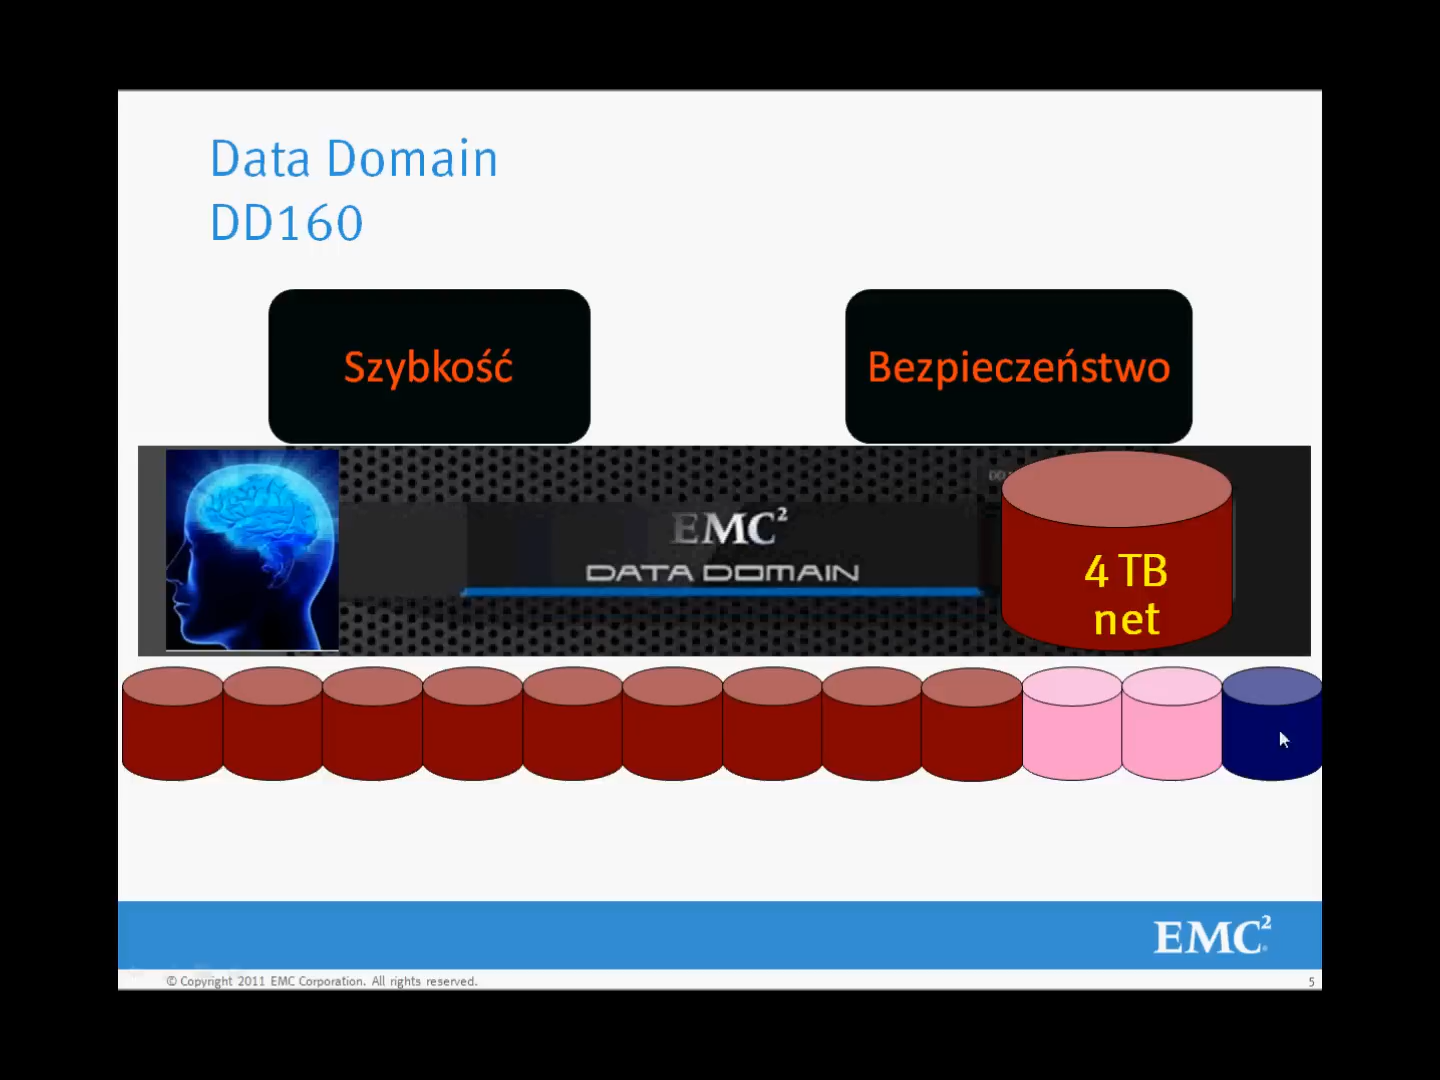 Data Domain
DD160
Szybkość
Bezpieczeństwo
EMC²
DATA DOMAIN
4 TB
net
EMC²
© Copyright 2011 EMC Corporation. All rights reserved.
5